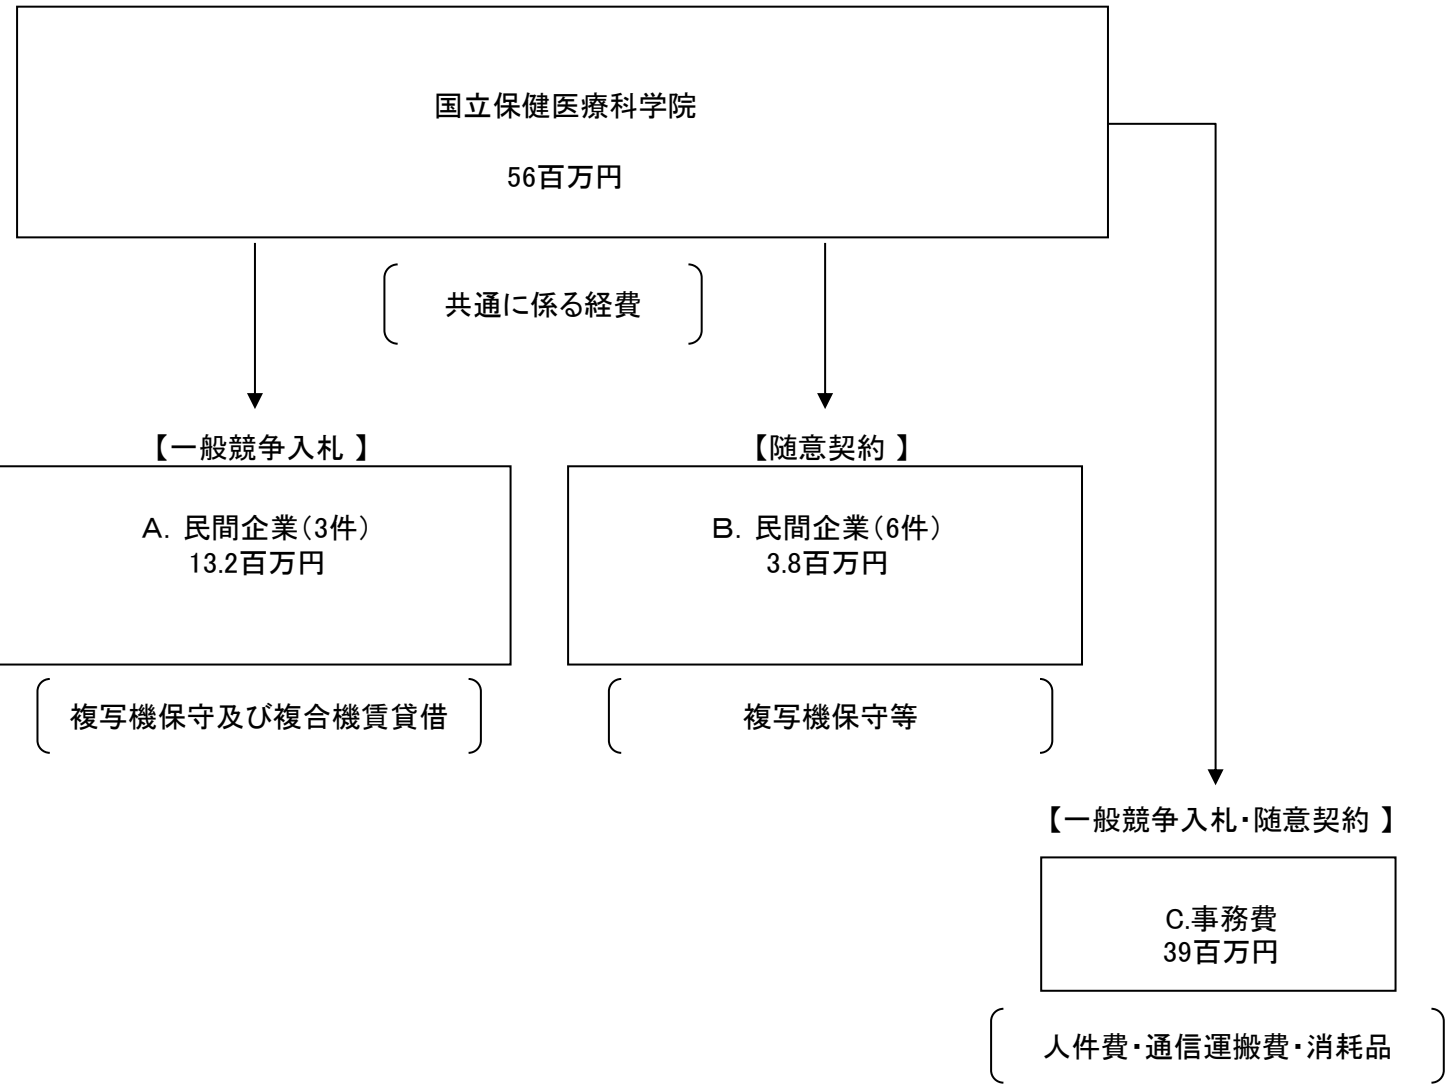 国立保健医療科学院
56百万円
共通に係る経費
【一般競争入札 】
【随意契約 】
A．民間企業（3件）
13.2百万円
B．民間企業（6件）
3.8百万円
複写機保守及び複合機賃貸借
複写機保守等
【一般競争入札・随意契約 】
C.事務費
39百万円
人件費・通信運搬費・消耗品